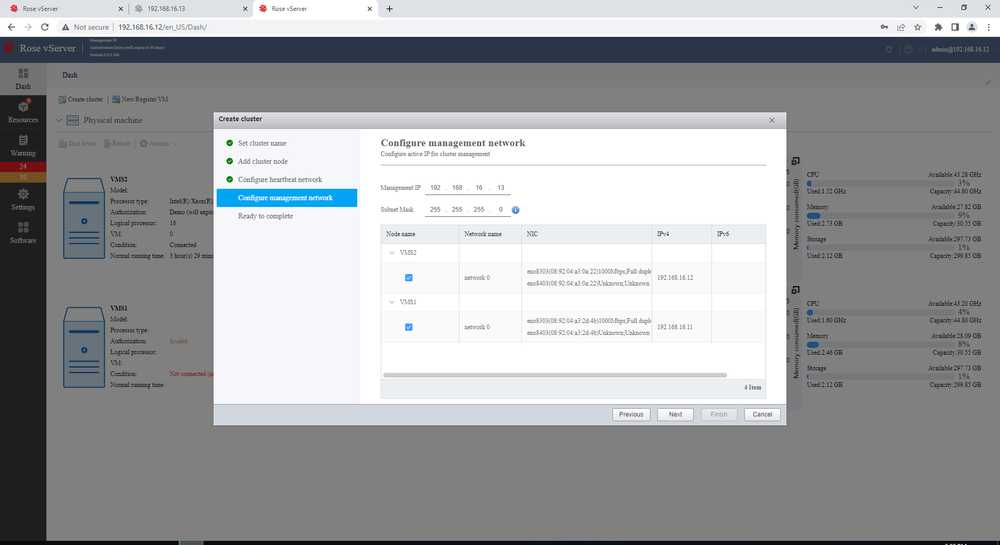 Rose vServer
192.168.16.13
Rose vServer
Not secure
192.168.16.12/en_US/Dash/
Rose vServer
Management IP:
Authorization:Demo (will expire in 30 days)
Version:3.0.0.346
admin@192.168.16.12
Dash
Resources
Warning
24
10
Settings
Software
Dash
Create cluster
New/Register VM
Physical machine
Shut down
Reboot
Actions
VMS2
Model:
Processor type: Intel(R) Xeon(R)
Authorization: Demo (will expir
Logical processor: 16
VM: 0
Condition: Connected
Normal running time: 3 hour(s) 29 minu
VMS1
Model:
Processor type:
Authorization: Invalid
Logical processor:
VM:
Condition: Not connected (n
Normal running time:
Create cluster
Set cluster name
Add cluster node
Configure heartbeat network
Configure management network
Ready to complete
Configure management network
Configure active IP for cluster management
Management IP 192 . 168 . 16 . 13
Subnet Mask 255 . 255 . 255 . 0
Node name Network name NIC IPv4 IPv6
VMS2
network 0
eno8303(08:92:04:a3:0a:22)1000Mbps;Full duple
eno8403(08:92:04:a3:0a:22)Unknown;Unknown
192.168.16.12
VMS1
network 0
eno8303(08:92:04:a3:2d:4b)1000Mbps;Full duple
eno8403(08:92:04:a3:2d:4b)Unknown;Unknown
192.168.16.11
4 Item
Previous
Next
Finish
Cancel
5
0
0
0
Memory consumed(GB)
CPU Available:43.28 GHz
3%
Used:1.52 GHz Capacity:44.80 GHz
Memory Available:27.82 GB
9%
Used:2.73 GB Capacity:30.55 GB
Storage Available:297.73 GB
1%
Used:2.12 GB Capacity:299.85 GB
5
0
0
0
Memory consumed(GB)
CPU Available:43.20 GHz
4%
Used:1.60 GHz Capacity:44.80 GHz
Memory Available:28.09 GB
8%
Used:2.46 GB Capacity:30.55 GB
Storage Available:297.73 GB
1%
Used:2.12 GB Capacity:299.85 GB